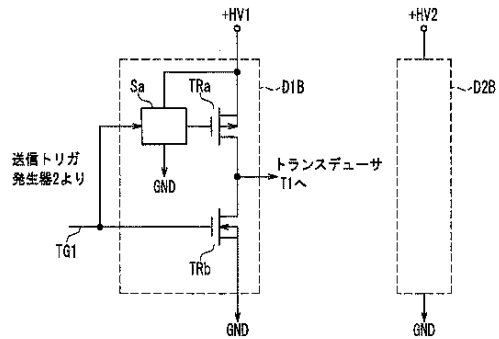 +HV1
+HV2
Sa
TRa
D1B
D2B
送信トリガ
発生器2より
GND
トランスデューサ
T1へ
TG1
TRb
GND
GND